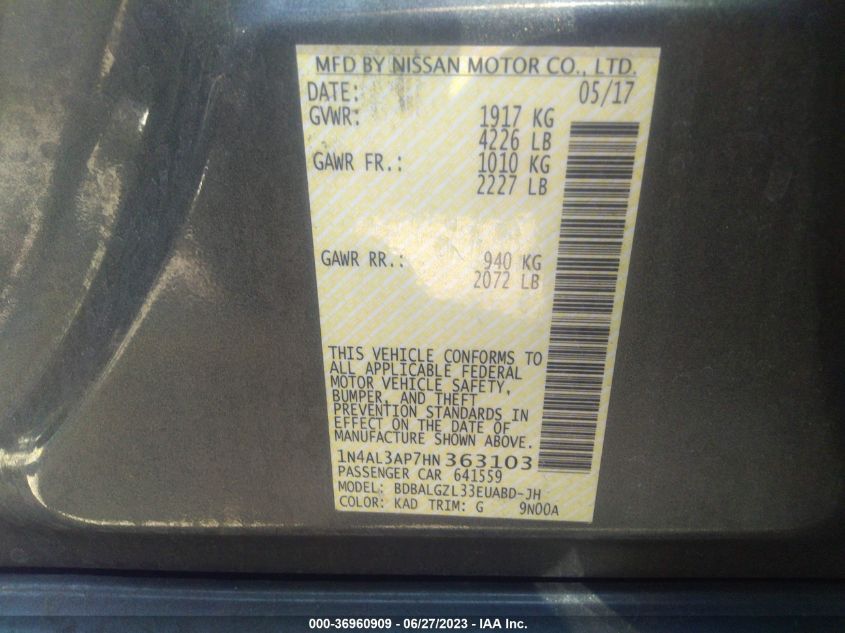 MFD BY NISSAN MOTOR CO., LTD.
DATE: 05/17
GVWR: 1917 KG
4226 LB
GAWR FR.: 1010 KG
2227 LB
GAWR RR.: 940 KG
2072 LB
THIS VEHICLE CONFORMS TO
ALL APPLICABLE FEDERAL
MOTOR VEHICLE SAFETY,
BUMPER, AND THEFT
PREVENTION STANDARDS IN
EFFECT ON THE DATE OF
MANUFACTURE SHOWN ABOVE.
1N4AL3AP7HN 363103
PASSENGER CAR 641559
MODEL: BDBALGZL33EUABD-JH
COLOR: KAD TRIM: G 9N00A
000-36960909 - 06/27/2023 - IAA Inc.